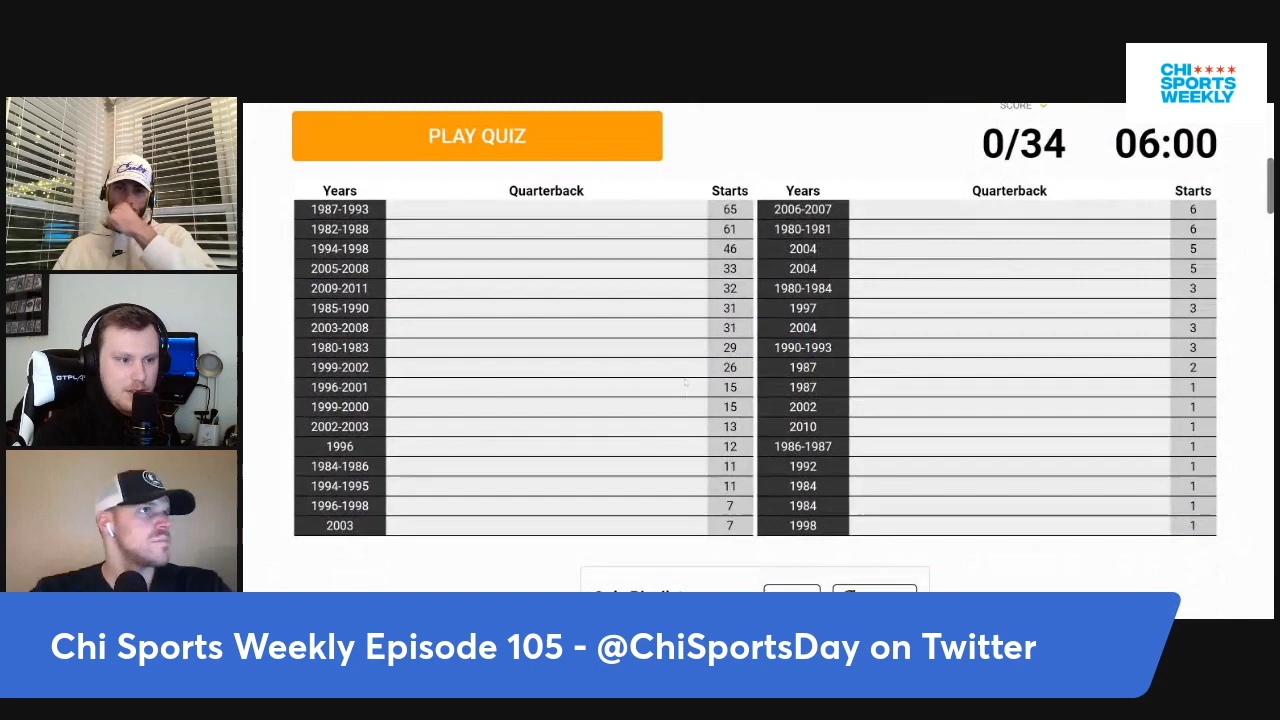 CHI
SPORTS
WEEKLY
SCORE
PLAY QUIZ
0/34 06:00
Years Quarterback Starts Years Quarterback Starts
1987-1993 65 2006-2007 6
1982-1988 61 1980-1981 6
1994-1998 46 2004 5
2005-2008 33 2004 5
2009-2011 32 1980-1984 3
1985-1990 31 1997 3
2003-2008 31 2004 3
1980-1983 29 1990-1993 3
1999-2002 26 1987 2
1996-2001 15 1987 1
1999-2000 15 2002 1
2002-2003 13 2010 1
1996 12 1986-1987 1
1984-1986 11 1992 1
1994-1995 11 1984 1
1996-1998 7 1984 1
2003 7 1998 1
Chi Sports Weekly Episode 105 - @ChiSportsDay on Twitter